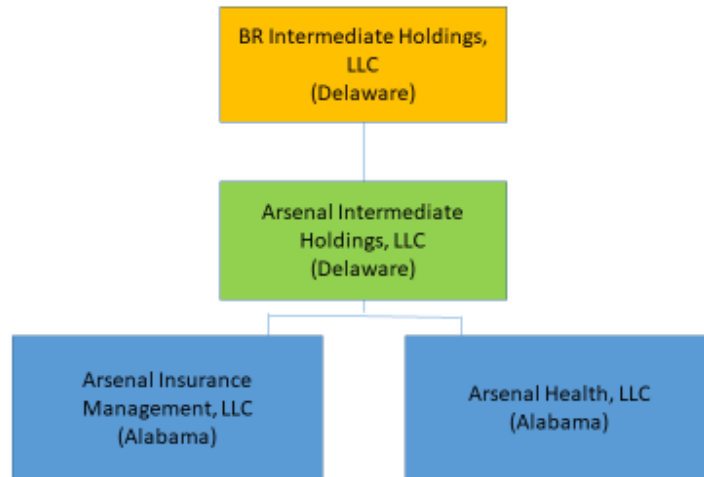 BR Intermediate Holdings,
LLC
(Delaware)
Arsenal Intermediate
Holdings, LLC
(Delaware)
Arsenal Insurance
Management, LLC
(Alabama)
Arsenal Health, LLC
(Alabama)